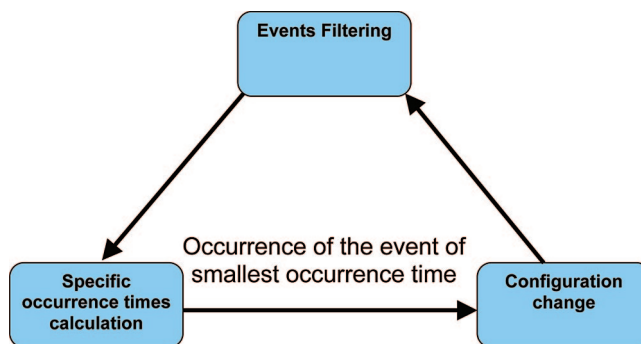 Events Filtering
Occurrence of the event of
smallest occurrence time
Specific
occurrence times
calculation
Configuration
change